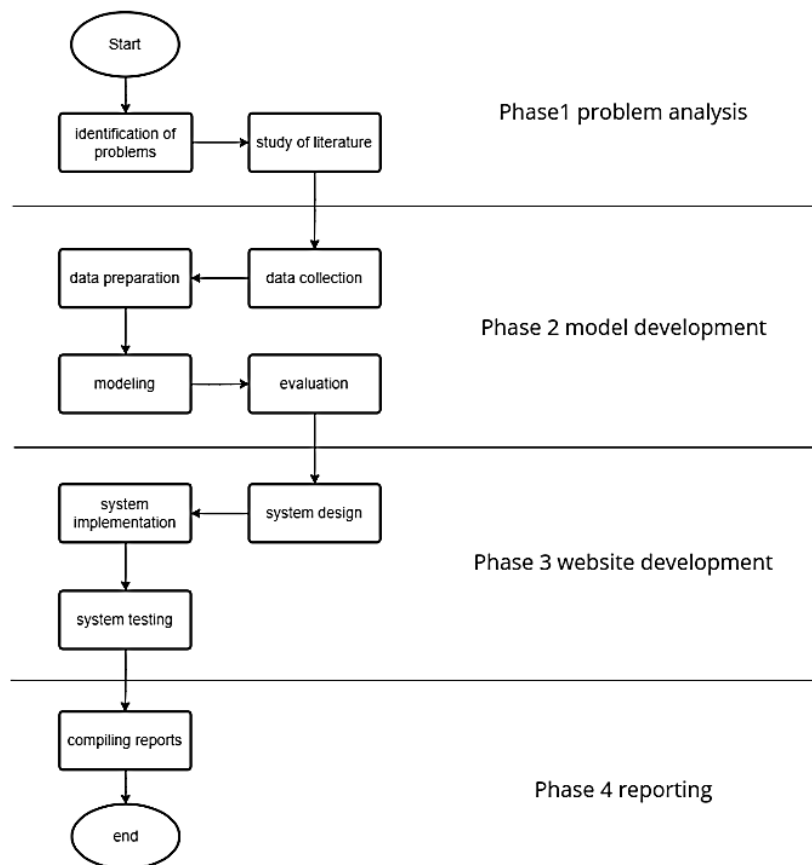 Start
Phase1 problem analysis
identification of
problems
study of literature
data preparation
data collection
Phase 2 model development
modeling
evaluation
system
implementation
system design
Phase 3 website development
system testing
compiling reports
Phase 4 reporting
end